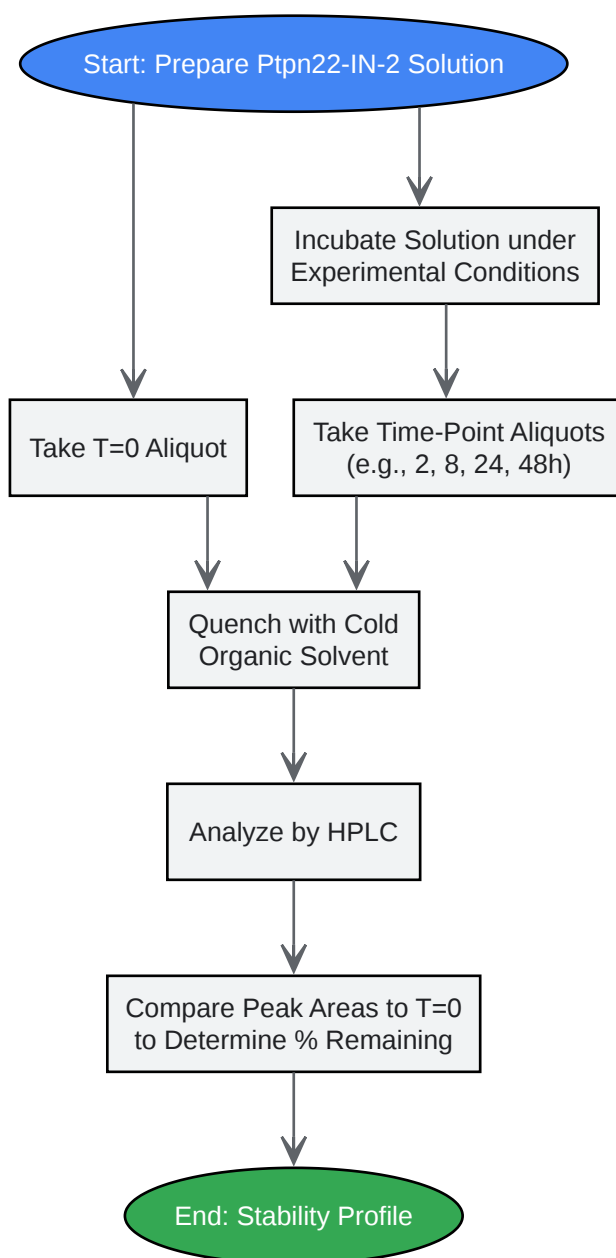 Start: Prepare Ptpn22-IN-2 Solution
Incubate Solution under
Experimental Conditions
Take T=0 Aliquot
Take Time-Point Aliquots
(e.g., 2, 8, 24, 48h)
Quench with Cold
Organic Solvent
Analyze by HPLC
Compare Peak Areas to T=0
to Determine % Remaining
End: Stability Profile